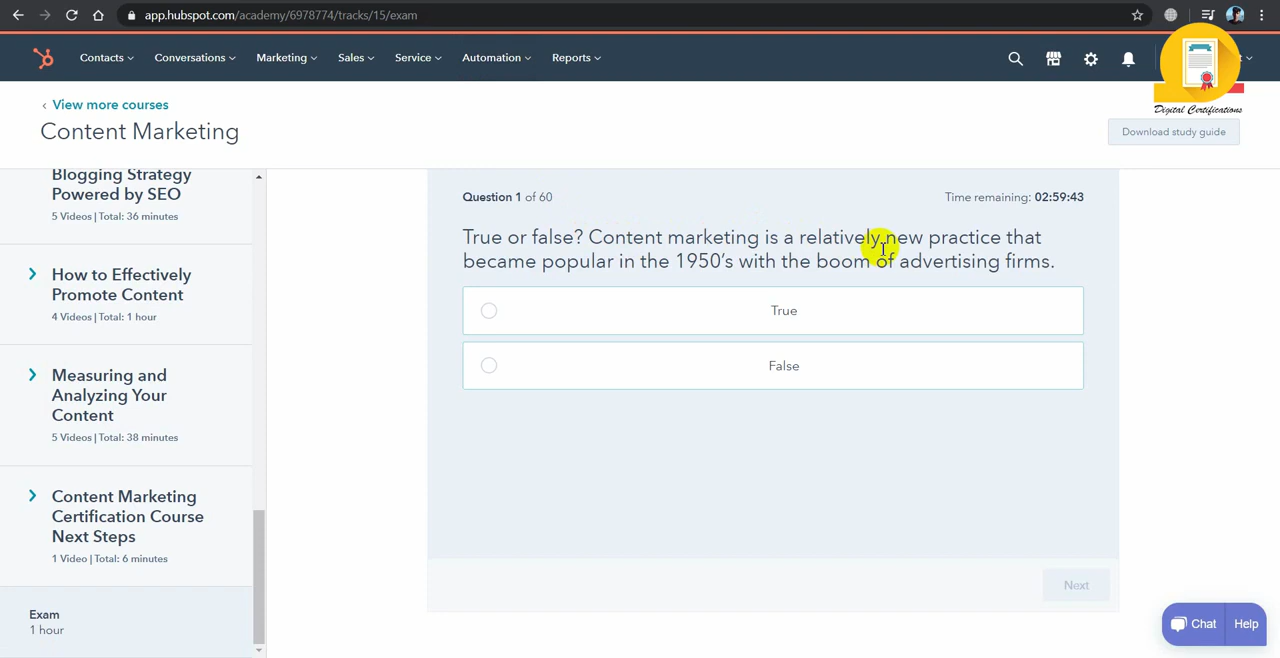 app.hubspot.com/academy/6978774/tracks/15/exam
Contacts Conversations Marketing Sales Service Automation Reports
Digital Certifications
View more courses
Content Marketing
Download study guide
Blogging Strategy
Powered by SEO
5 Videos | Total: 36 minutes
How to Effectively
Promote Content
4 Videos | Total: 1 hour
Measuring and
Analyzing Your
Content
5 Videos | Total: 38 minutes
Content Marketing
Certification Course
Next Steps
1 Video | Total: 6 minutes
Exam
1 hour
Question 1 of 60
Time remaining: 02:59:43
True or false? Content marketing is a relatively new practice that
became popular in the 1950's with the boom of advertising firms.
True
False
Next
Chat Help